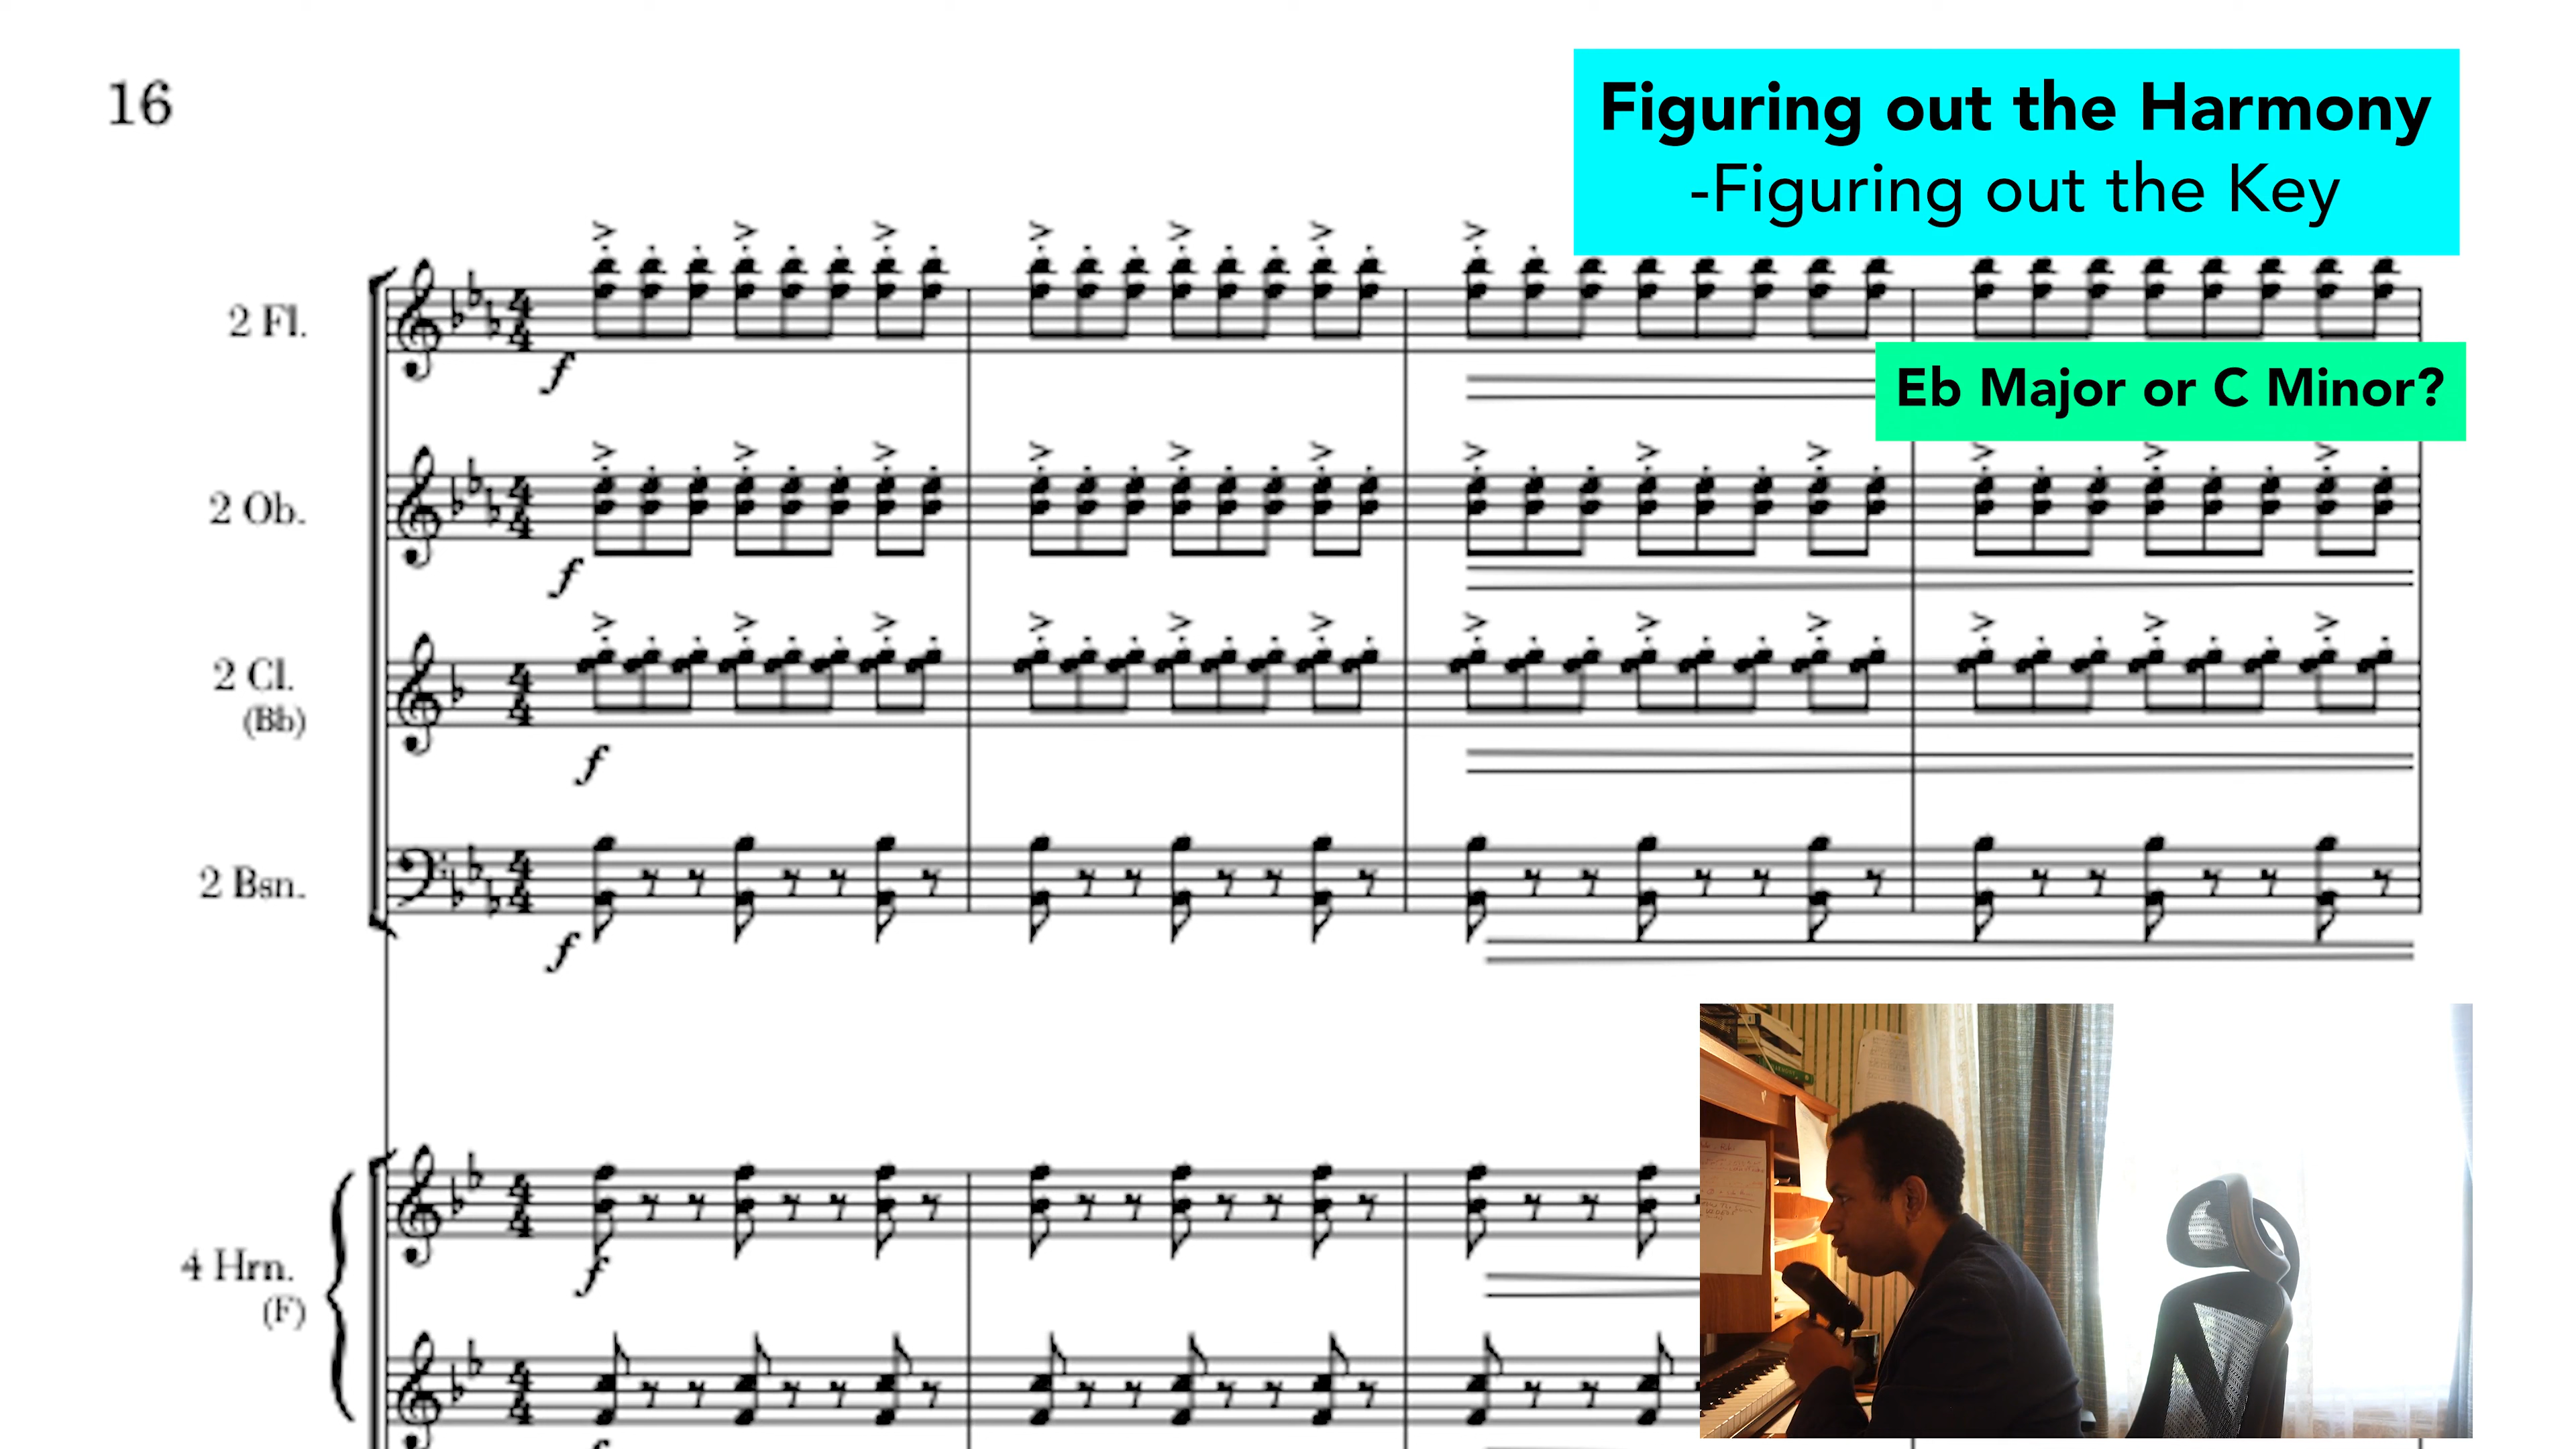 16
Figuring out the Harmony
-Figuring out the Key
2 Fl.
f
Eb Major or C Minor?
2 Ob.
f
2 Cl.
(Bb)
f
2 Bsn.
f
4 Hrn.
(F)
f